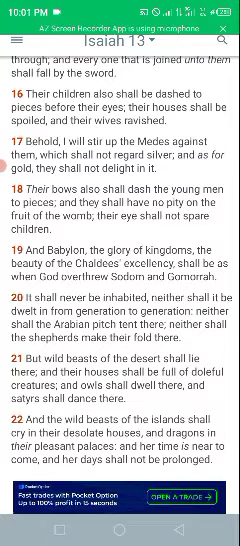 10:01 PM
AZ Screen Recorder App is using microphone
Isaiah 13
through; and every one that is joined unto them
shall fall by the sword.
16 Their children also shall be dashed to
pieces before their eyes; their houses shall be
spoiled, and their wives ravished.
17 Behold, I will stir up the Medes against
them, which shall not regard silver; and as for
gold, they shall not delight in it.
18 Their bows also shall dash the young men
to pieces; and they shall have no pity on the
fruit of the womb; their eye shall not spare
children.
19 And Babylon, the glory of kingdoms, the
beauty of the Chaldees' excellency, shall be as
when God overthrew Sodom and Gomorrah.
20 It shall never be inhabited, neither shall it be
dwelt in from generation to generation: neither
shall the Arabian pitch tent there; neither shall
the shepherds make their fold there.
21 But wild beasts of the desert shall lie
there; and their houses shall be full of doleful
creatures; and owls shall dwell there, and
satyrs shall dance there.
22 And the wild beasts of the islands shall
cry in their desolate houses, and dragons in
their pleasant palaces: and her time is near to
come, and her days shall not be prolonged.
PocketOption
Fast trades with Pocket Option
Up to 100% profit in 15 seconds
OPEN A TRADE